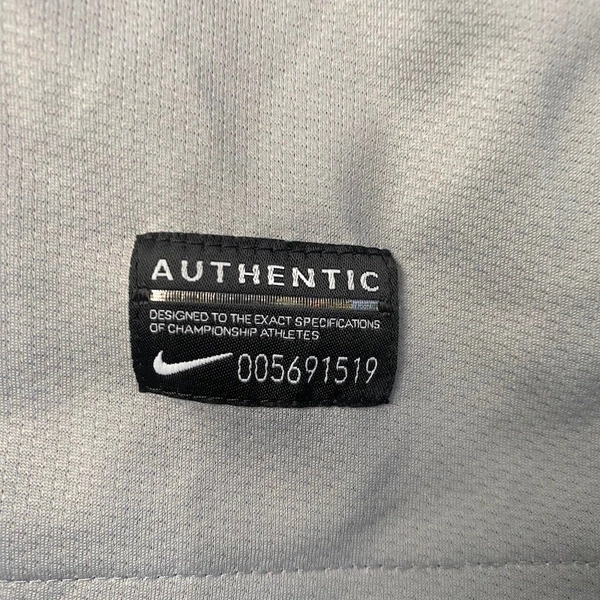 AUTHENTIC
DESIGNED TO THE EXACT SPECIFICATIONS
OF CHAMPIONSHIP ATHLETES
005691519